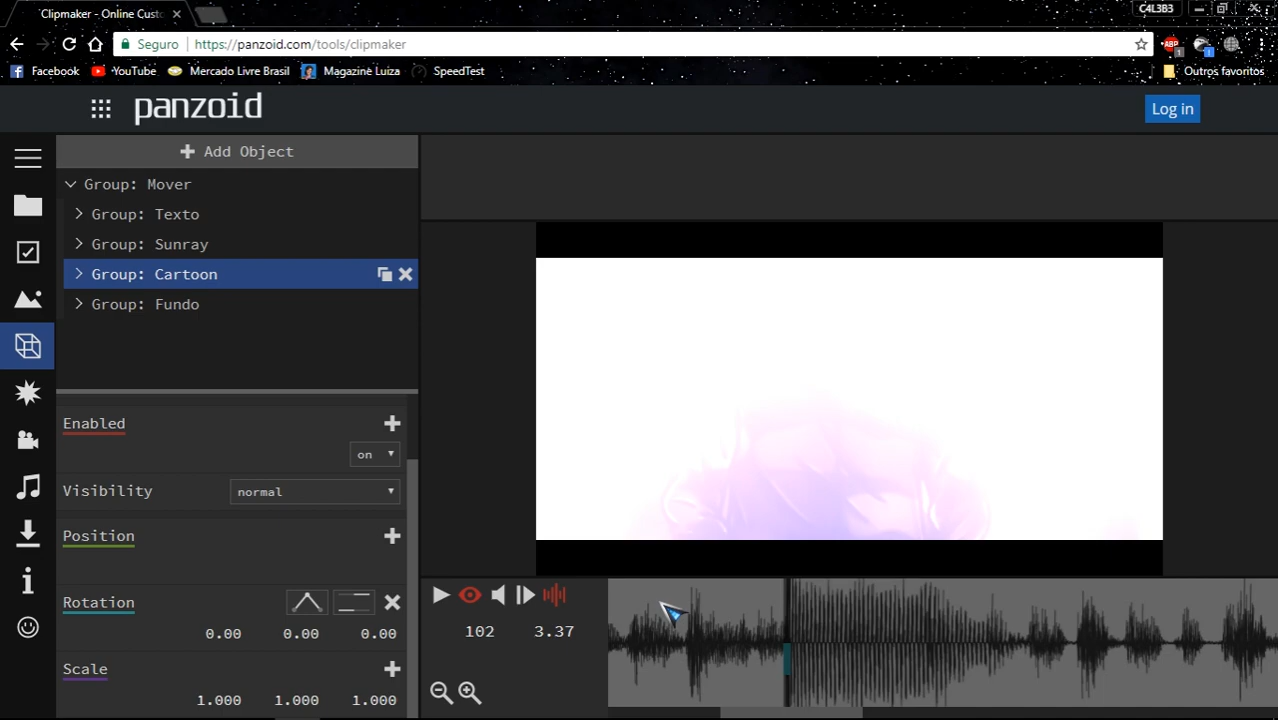 Clipmaker - Online Custo
C4L3B3
Seguro
https://panzoid.com/tools/clipmaker
ABP
1
1
Facebook
YouTube
Mercado Livre Brasil
Magazine Luiza
SpeedTest
Outros favoritos
panzoid
Log in
+ Add Object
Group: Mover
Group: Texto
Group: Sunray
Group: Cartoon
Group: Fundo
Enabled
on
Visibility
normal
Position
Rotation
0.00 0.00 0.00
Scale
1.000 1.000 1.000
102 3.37